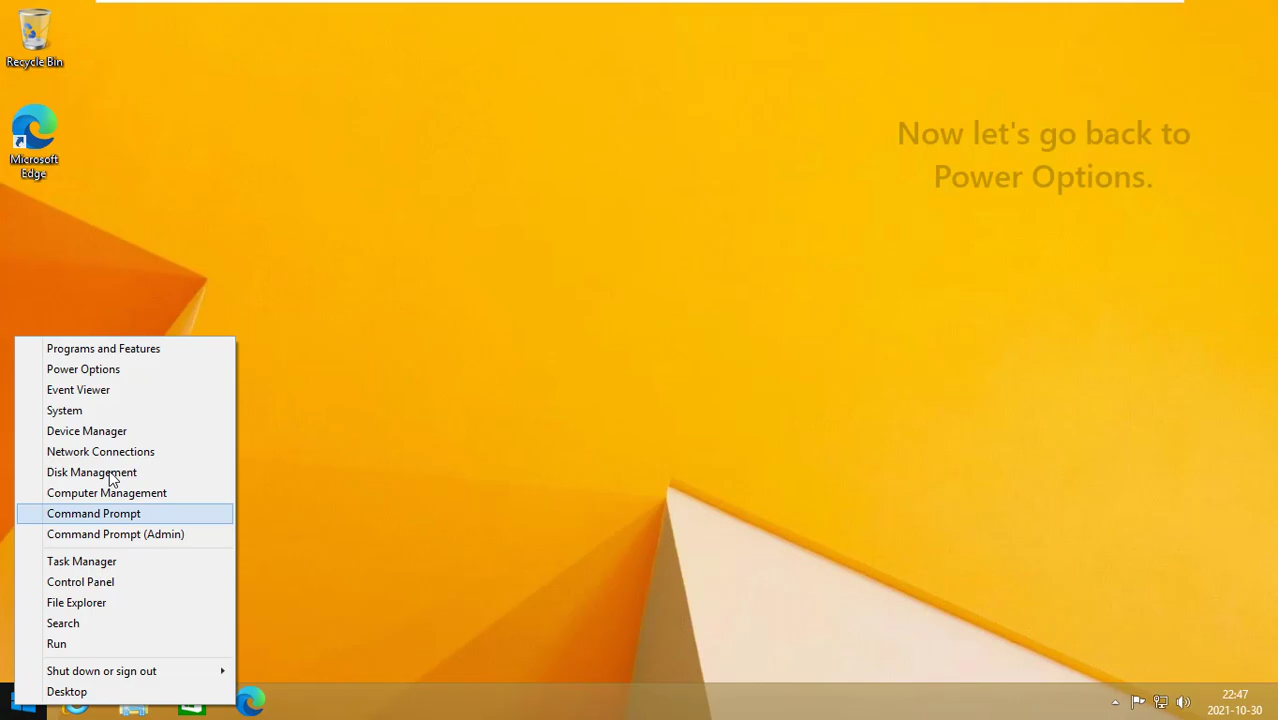 Recycle Bin
Microsoft
Edge
Now let's go back to
Power Options.
Programs and Features
Power Options
Event Viewer
System
Device Manager
Network Connections
Disk Management
Computer Management
Command Prompt
Command Prompt (Admin)
Task Manager
Control Panel
File Explorer
Search
Run
Shut down or sign out
Desktop
22:47
2021-10-30